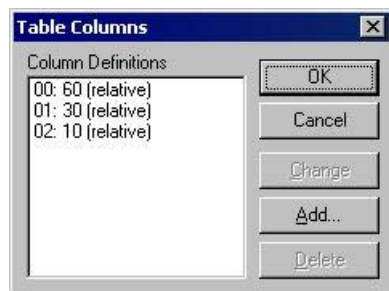 Table Columns
Column Definitions
00: 60 (relative)
01: 30 (relative)
02: 10 (relative)
OK
Cancel
Change
Add...
Delete